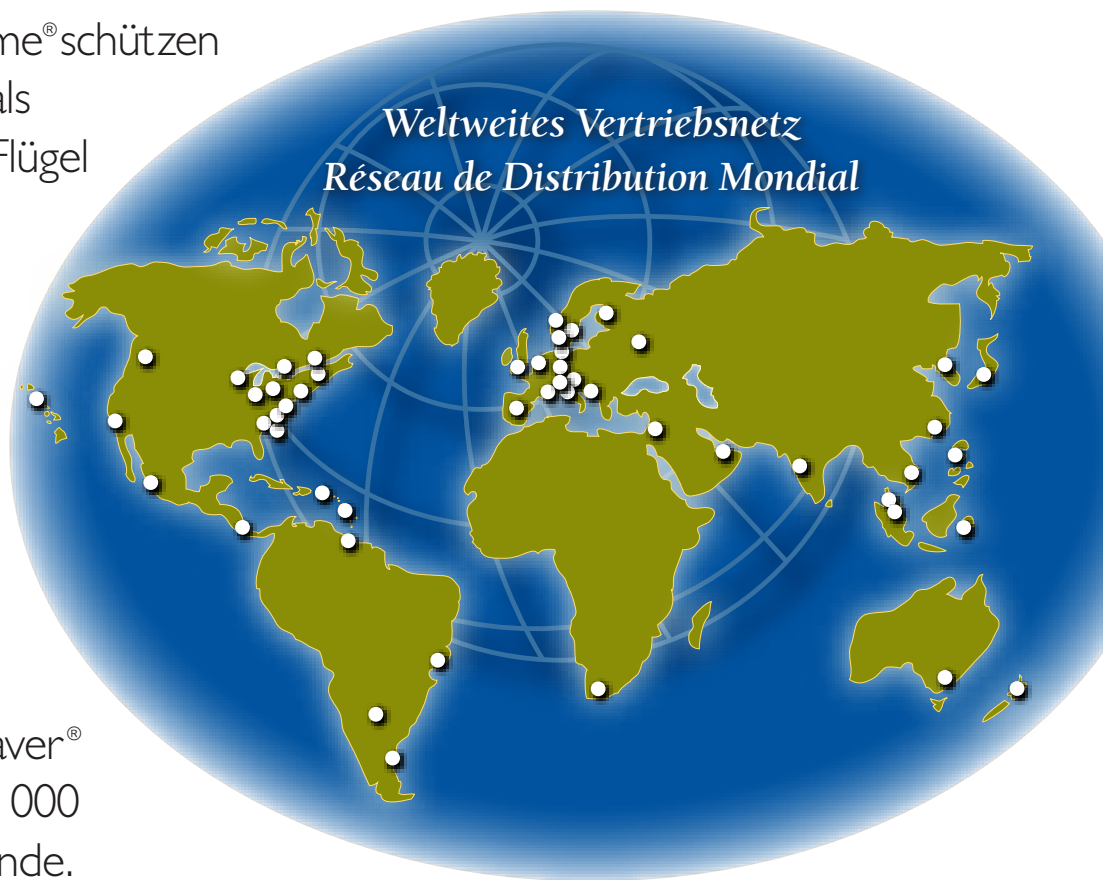 me® schützen
als
Flügel
Weltweites Vertriebsnetz
Réseau de Distribution Mondial
aver®
000
nde.